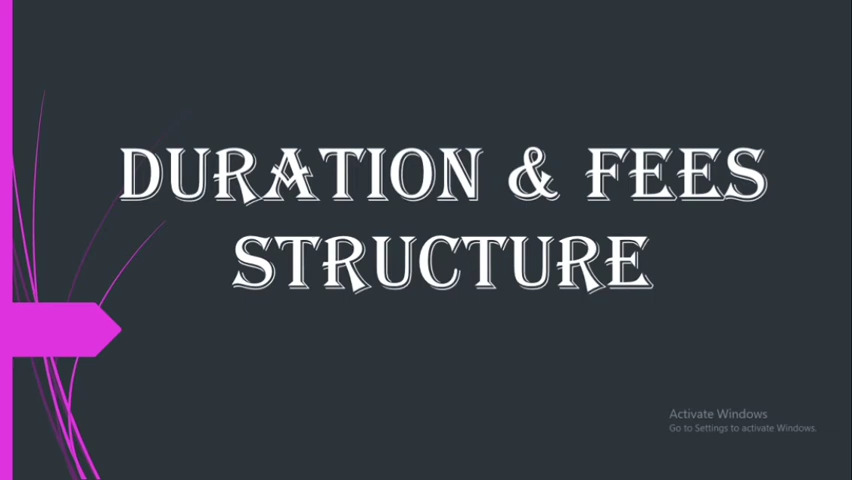 DURATION & FEES
STRUCTURE
Activate Windows
Go to Settings to activate Windows.